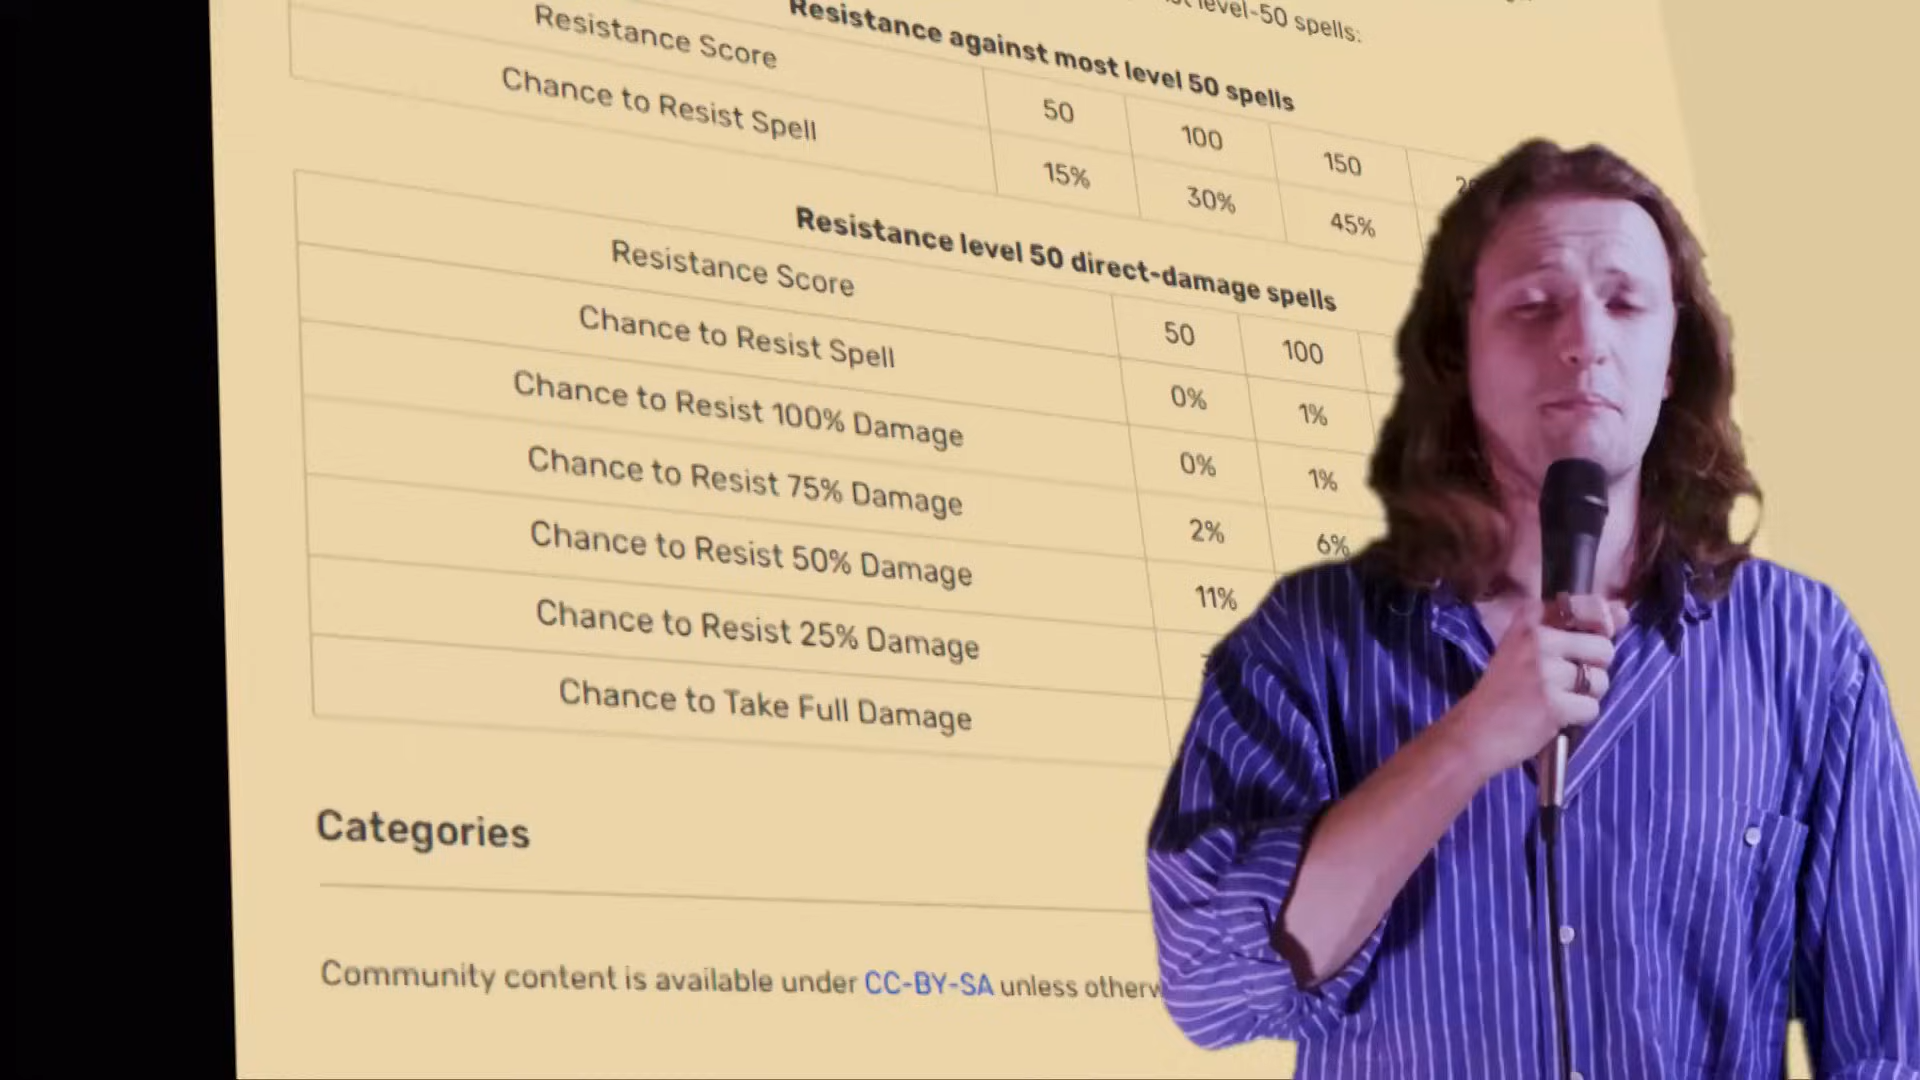 level-50 spells:
Resistance against most level 50 spells
Resistance Score 50 100 150
Chance to Resist Spell 15% 30% 45%
Resistance level 50 direct-damage spells
Resistance Score 50 100
Chance to Resist Spell 0% 1%
Chance to Resist 100% Damage 0% 1%
Chance to Resist 75% Damage 2% 6%
Chance to Resist 50% Damage 11%
Chance to Resist 25% Damage
Chance to Take Full Damage
Categories
Community content is available under CC-BY-SA unless